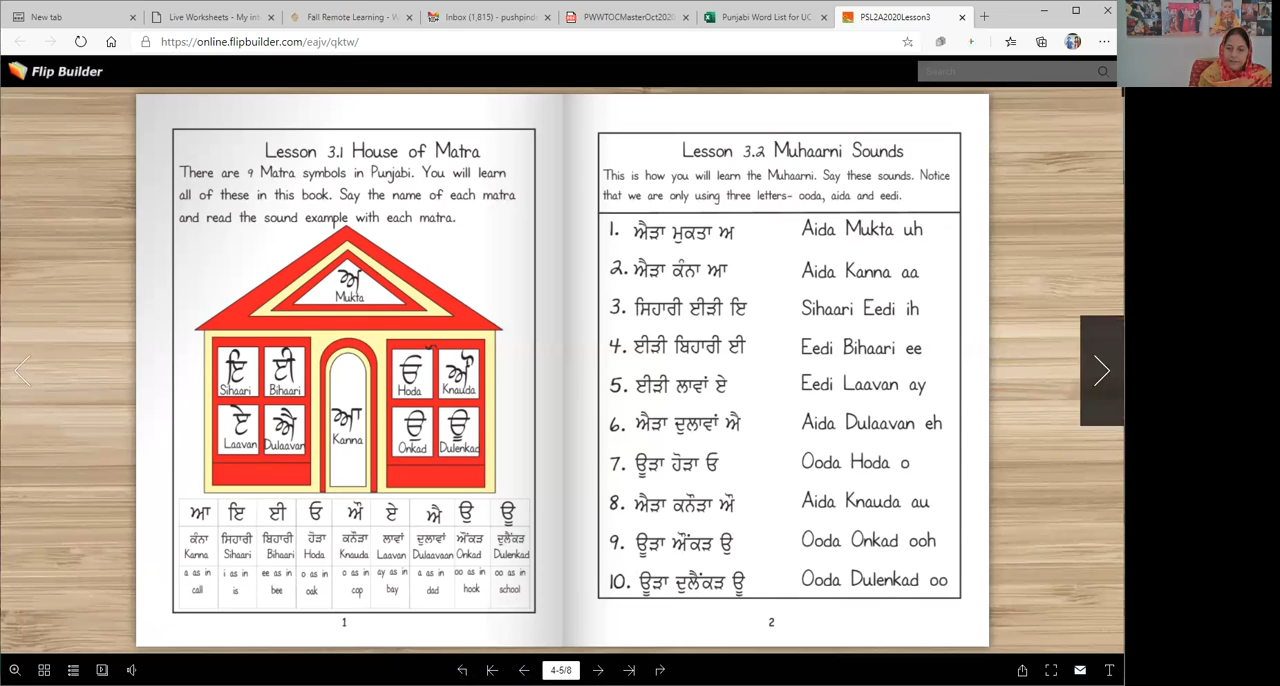 New tab
Live Worksheets - My inte
Fall Remote Learning - W
Inbox (1,815) - pushpinde
PWWTOCMasterOct2020
Punjabi Word List for UC
PSL2A2020Lesson3
https://online.flipbuilder.com/eajv/qktw/
Flip Builder
Search
Lesson 3.1 House of Matra
There are 9 Matra symbols in Punjabi. You will learn
all of these in this book. Say the name of each matra
and read the sound example with each matra.
ਅ
Mukta
ਇ ਈ ਓ ਔ
Sihaari Bihaari Hoda Knauda
ਆ
Kanna
ਏ ਐ ਉ ਊ
Laavan Dulaavan Onkad Dulenkad
ਆ ਇ ਈ ਓ ਔ ਏ ਐ ਉ ਊ
ਕੰਨਾ ਸਿਹਾਰੀ ਬਿਹਾਰੀ ਹੋੜਾ ਕਨੌੜਾ ਲਾਵਾਂ ਦੁਲਾਵਾਂ ਔਂਕੜ ਦੁਲੈਂਕੜ
Kanna Sihaari Bihaari Hoda Knauda Laavan Dulaavaan Onkad Dulenkad
a as in i as in ee as in o as in o as in ay as in a as in oo as in oo as in
call is bee oak cop bay dad hook school
1
Lesson 3.2 Muhaarni Sounds
This is how you will learn the Muhaarni. Say these sounds. Notice
that we are only using three letters- ooda, aida and eedi.
1. ਐੜਾ ਮੁਕਤਾ ਅ Aida Mukta uh
2. ਐੜਾ ਕੰਨਾ ਆ Aida Kanna aa
3. ਸਿਹਾਰੀ ਈੜੀ ਇ Sihaari Eedi ih
4. ਈੜੀ ਬਿਹਾਰੀ ਈ Eedi Bihaari ee
5. ਈੜੀ ਲਾਵਾਂ ਏ Eedi Laavan ay
6. ਐੜਾ ਦੁਲਾਵਾਂ ਐ Aida Dulaavan eh
7. ਊੜਾ ਹੋੜਾ ਓ Ooda Hoda o
8. ਐੜਾ ਕਨੌੜਾ ਔ Aida Knauda au
9. ਊੜਾ ਔਂਕੜ ਉ Ooda Onkad ooh
10. ਊੜਾ ਦੁਲੈਂਕੜ ਊ Ooda Dulenkad oo
2
4-5/8